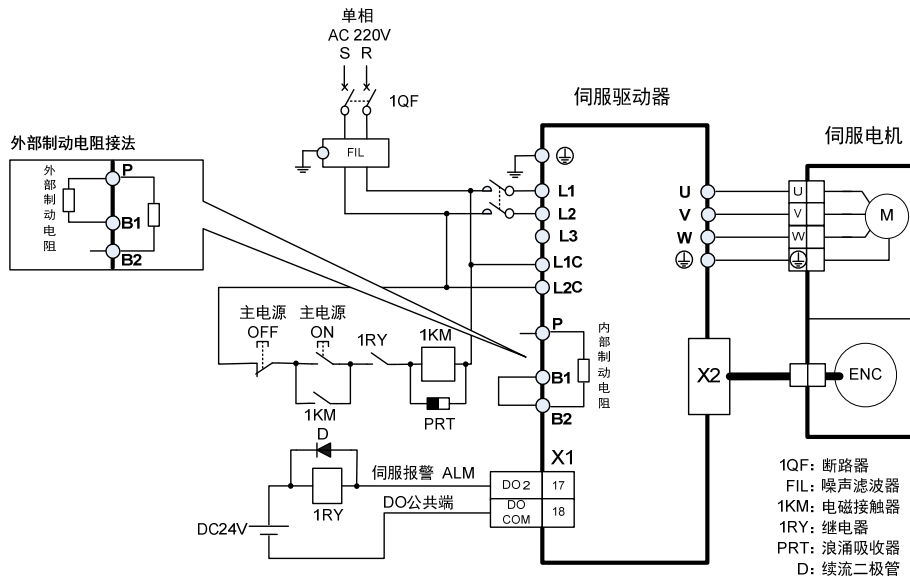 单相
AC 220V
S R
1QF
伺服驱动器
伺服电机
外部制动电阻接法
外部制动电阻
P
B1
B2
FIL
L1
L2
L3
L1C
L2C
P
B1
B2
内部制动电阻
U
V
W
U
V
W
M
主电源
OFF
主电源
ON
1RY
1KM
1KM
PRT
X2
ENC
D
1RY
伺服报警 ALM
DO公共端
DC24V
X1
DO2 17
DO
COM
18
1QF: 断路器
FIL: 噪声滤波器
1KM: 电磁接触器
1RY: 继电器
PRT: 浪涌吸收器
D: 续流二极管